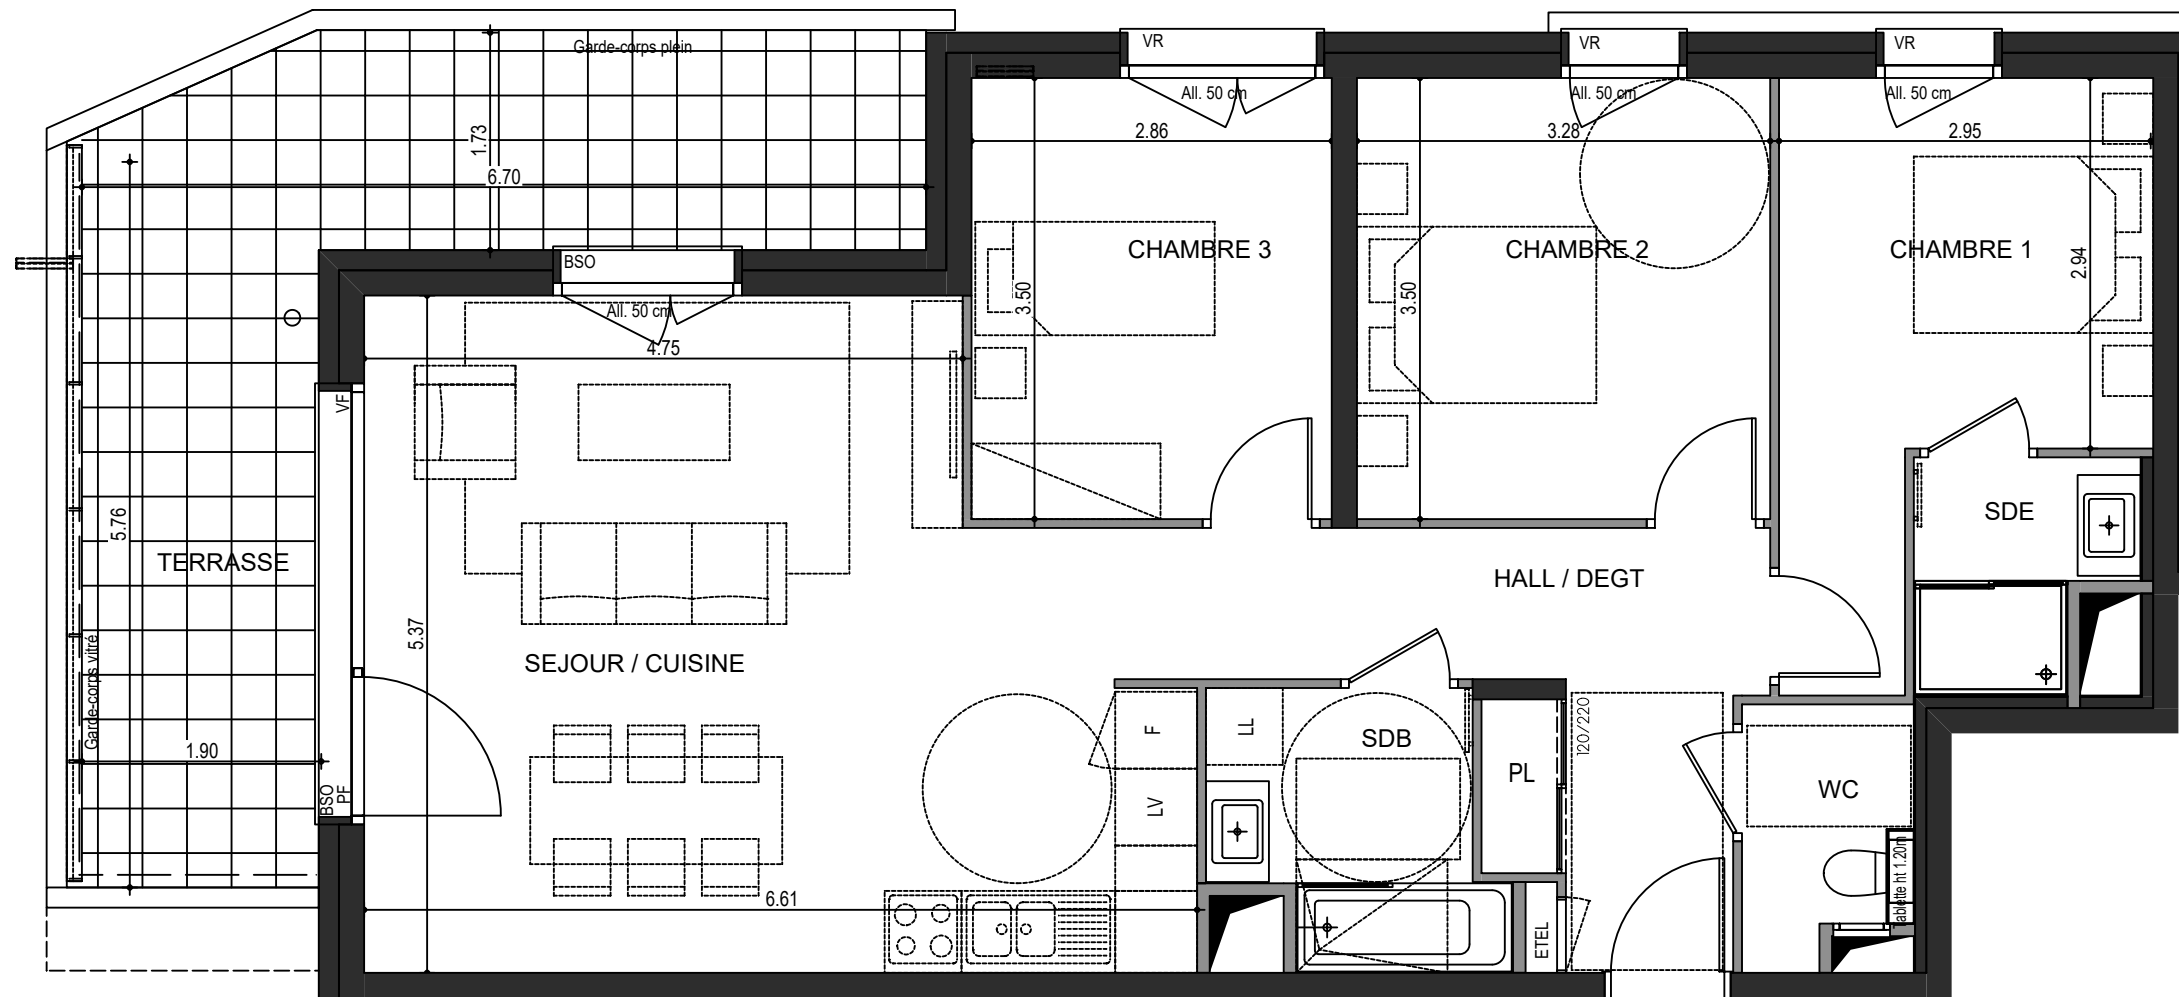 Garde-corps plein
VR
VR
VR
All. 50 cm
All. 50 cm
All. 50 cm
2.86
3.28
2.95
1.73
6.70
CHAMBRE 3
CHAMBRE 2
CHAMBRE 1
2.94
BSO
3.50
3.50
All. 50 cm
4.75
VF
5.76
SDE
TERRASSE
HALL / DEGT
5.37
SEJOUR / CUISINE
Garde-corps vitré
F
LL
SDB
120/220
1.90
PL
WC
BSO
PF
LV
6.61
ETEL
tablette ht 1.20m